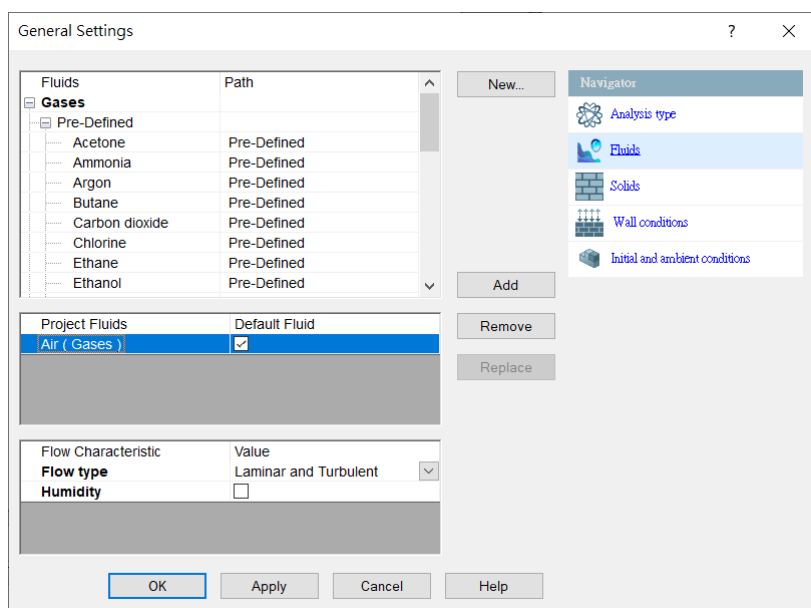 General Settings
?
Fluids Path
Gases
Pre-Defined
Acetone Pre-Defined
Ammonia Pre-Defined
Argon Pre-Defined
Butane Pre-Defined
Carbon dioxide Pre-Defined
Chlorine Pre-Defined
Ethane Pre-Defined
Ethanol Pre-Defined
New...
Add
Project Fluids Default Fluid
Air ( Gases )
Remove
Replace
Flow Characteristic Value
Flow type Laminar and Turbulent
Humidity
Navigator
Analysis type
Fluids
Solids
Wall conditions
Initial and ambient conditions
OK Apply Cancel Help